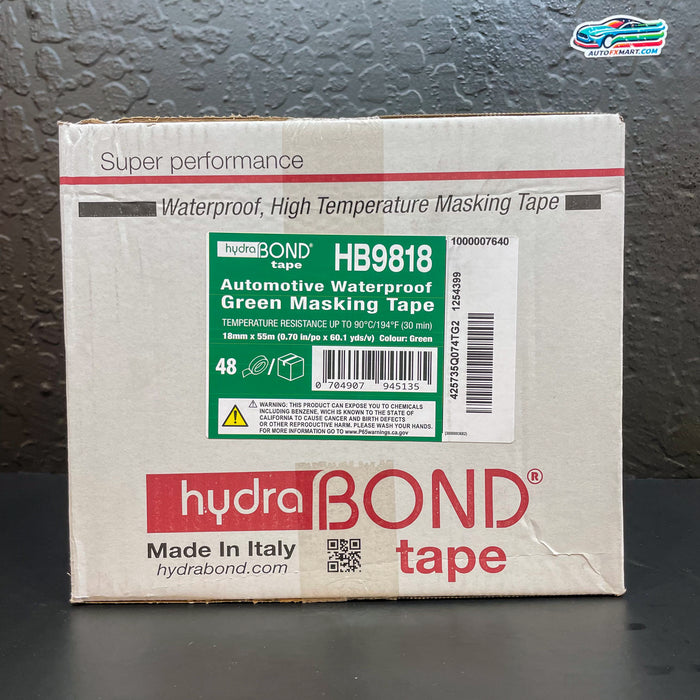 AUTOFXMART.COM
Super performance
Waterproof, High Temperature Masking Tape
hydraBOND® tape
HB9818
Automotive Waterproof
Green Masking Tape
TEMPERATURE RESISTANCE UP TO 90°C/194°F (30 min)
18mm x 55m (0.70 in/po x 60.1 yds/v) Colour: Green
48
0 704907 945135
WARNING: THIS PRODUCT CAN EXPOSE YOU TO CHEMICALS
INCLUDING BENZENE, WICH IS KNOWN TO THE STATE OF
CALIFORNIA TO CAUSE CANCER AND BIRTH DEFECTS
OR OTHER REPRODUCTIVE HARM. PLEASE WASH YOUR HANDS.
FOR MORE INFORMATION GO TO www.P65warnings.ca.gov
1000007640
425735Q074TG2 1254399
hydraBOND®
tape
Made In Italy
hydrabond.com